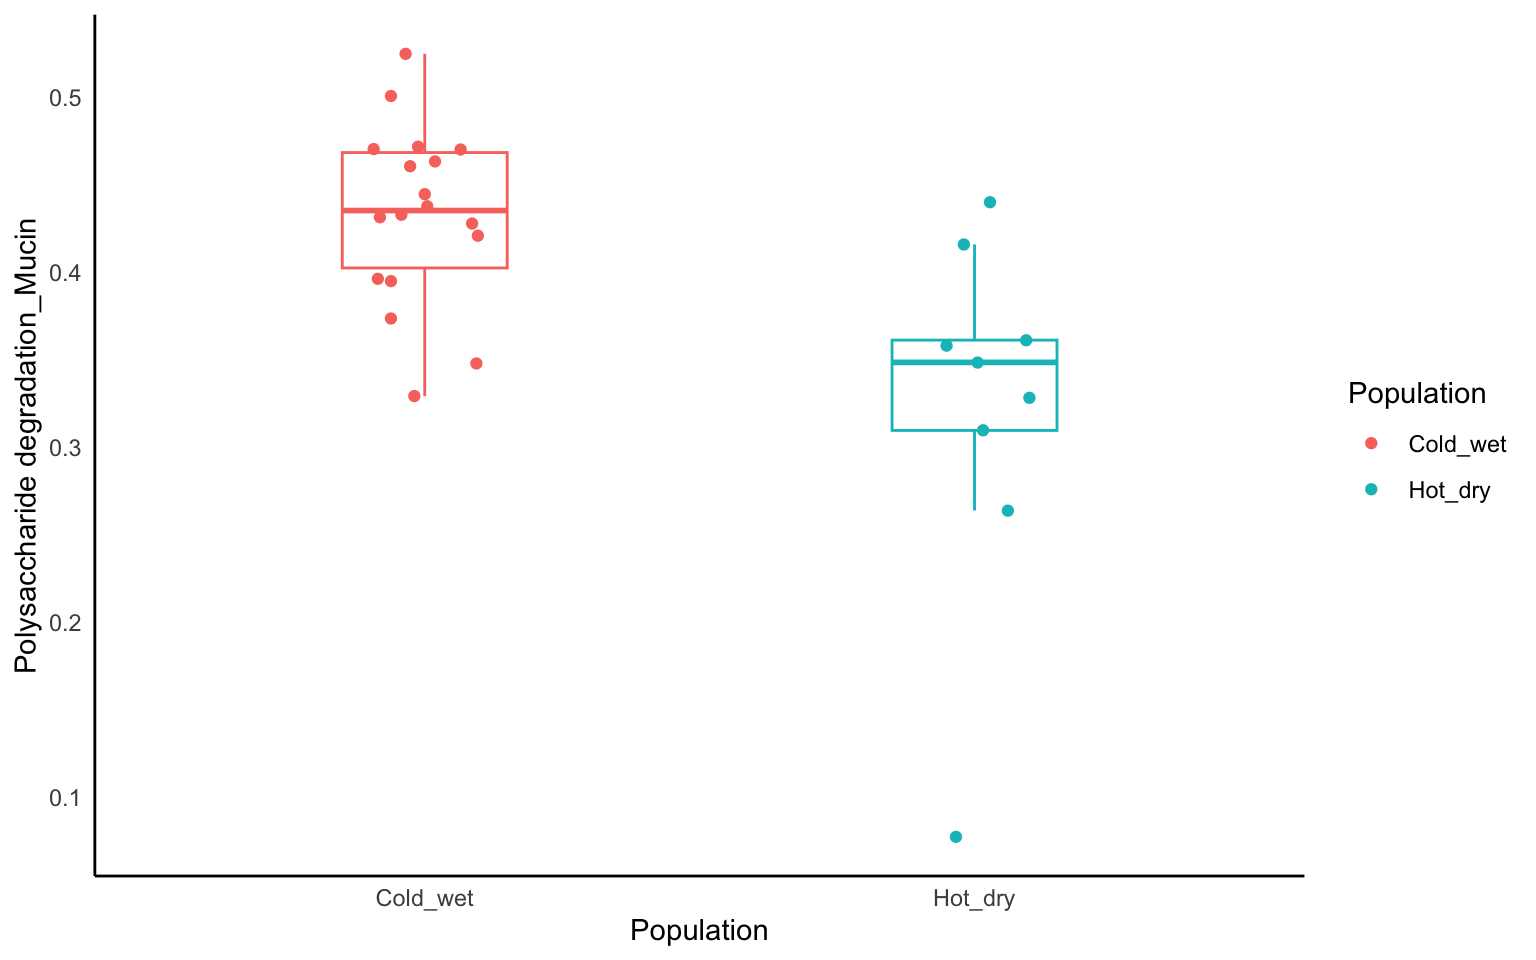 Polysaccharide degradation_Mucin
0.5
0.4
0.3
0.2
0.1
Cold_wet
Hot_dry
Population
Population
Cold_wet
Hot_dry